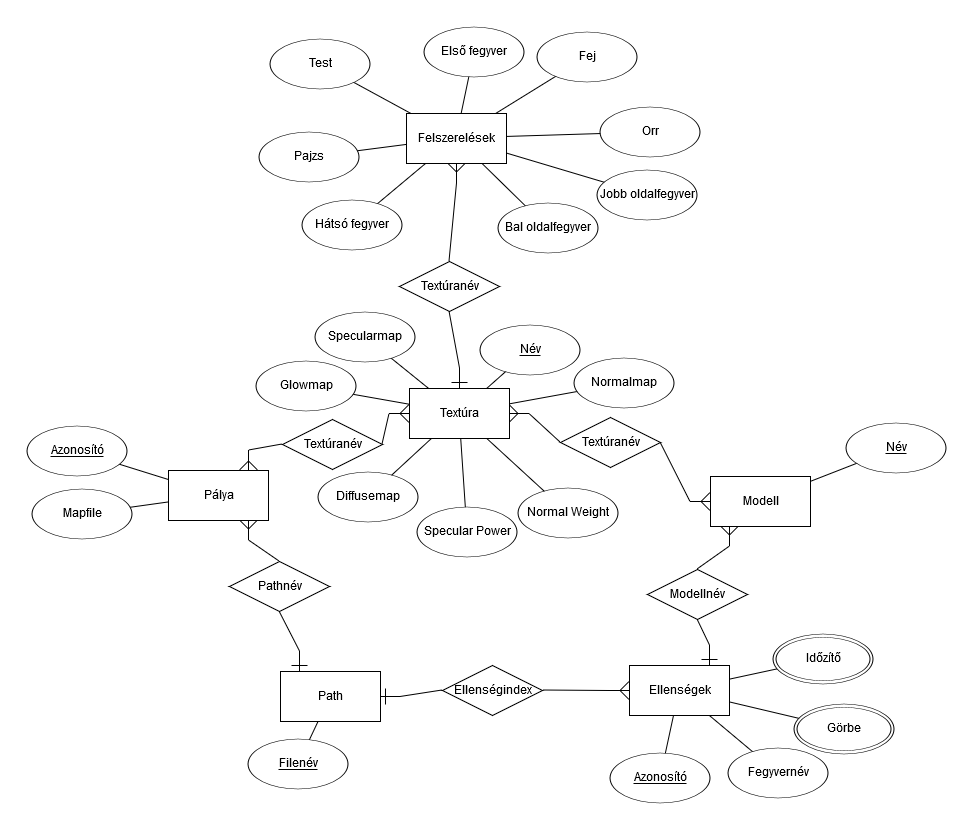 Első fegyver
Fej
Test
Orr
Felszerelések
Pajzs
Jobb oldalfegyver
Hátsó fegyver
Bal oldalfegyver
Textúranév
Specularmap
Név
Glowmap
Normalmap
Textúra
Textúranév
Textúranév
Azonosító
Név
Pálya
Diffusemap
Modell
Mapfile
Normal Weight
Specular Power
Pathnév
Modellnév
Időzítő
Path
Ellenségindex
Ellenségek
Görbe
Filenév
Azonosító
Fegyvernév